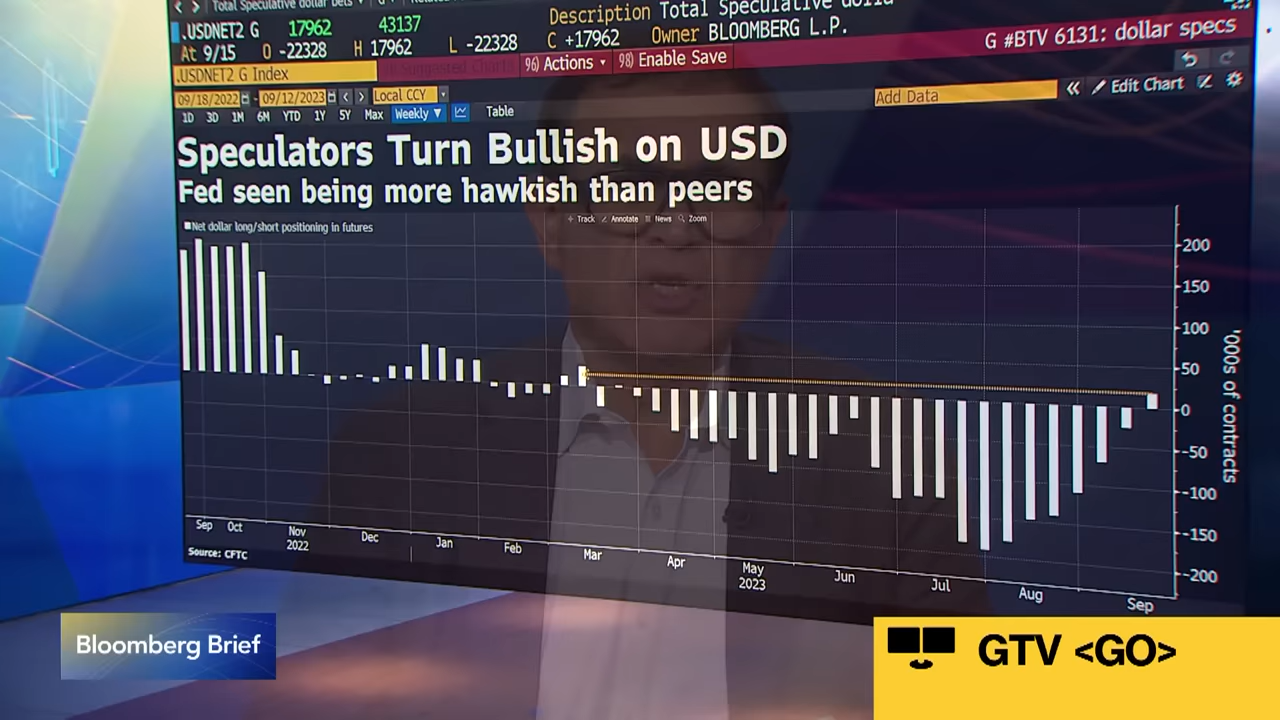 Total Speculative dollar bets
.USDNET2 G 17962 43137
Description Total Speculative
At 9/15 O -22328 H 17962 L -22328 C +17962 Owner BLOOMBERG L.P.
.USDNET2 G Index
96) Actions 98) Enable Save
G #BTV 6131: dollar specs
09/18/2022 - 09/12/2023 Local CCY
Add Data
« Edit Chart
1D 3D 1M 6M YTD 1Y 5Y Max Weekly ▼ Table
Speculators Turn Bullish on USD
Fed seen being more hawkish than peers
Track Annotate News Zoom
Net dollar long/short positioning in futures
200
150
100
50
0
-50
-100
-150
-200
'000s of contracts
Sep Oct Nov Dec Jan Feb Mar Apr May Jun Jul Aug Sep
2022 2023
Source: CFTC
Bloomberg Brief
GTV <GO>